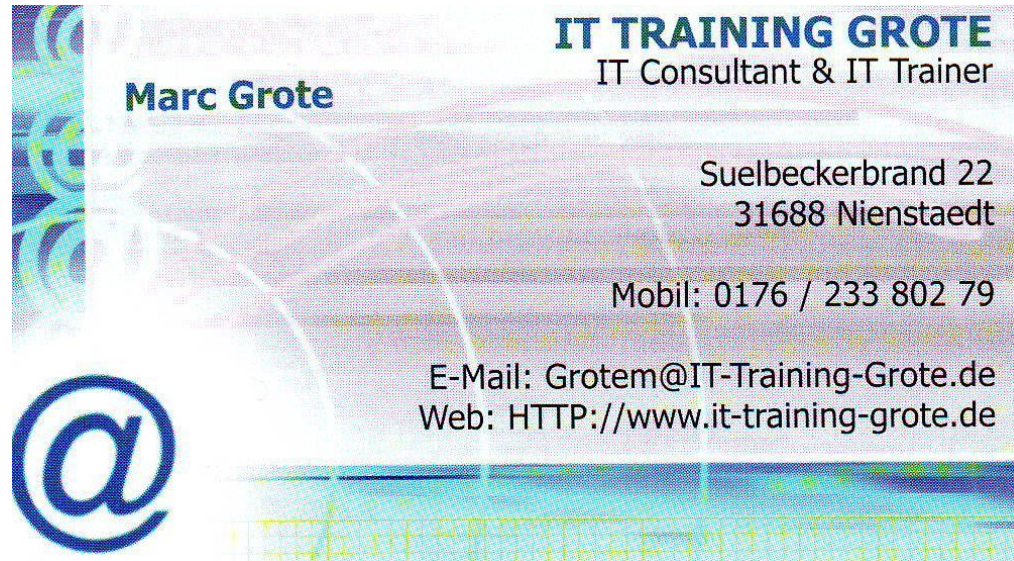 IT TRAINING GROTE
IT Consultant & IT Trainer
Marc Grote
Suelbeckerbrand 22
31688 Nienstaedt
Mobil: 0176 / 233 802 79
E-Mail: Grotem@IT-Training-Grote.de
Web: HTTP://www.it-training-grote.de
@